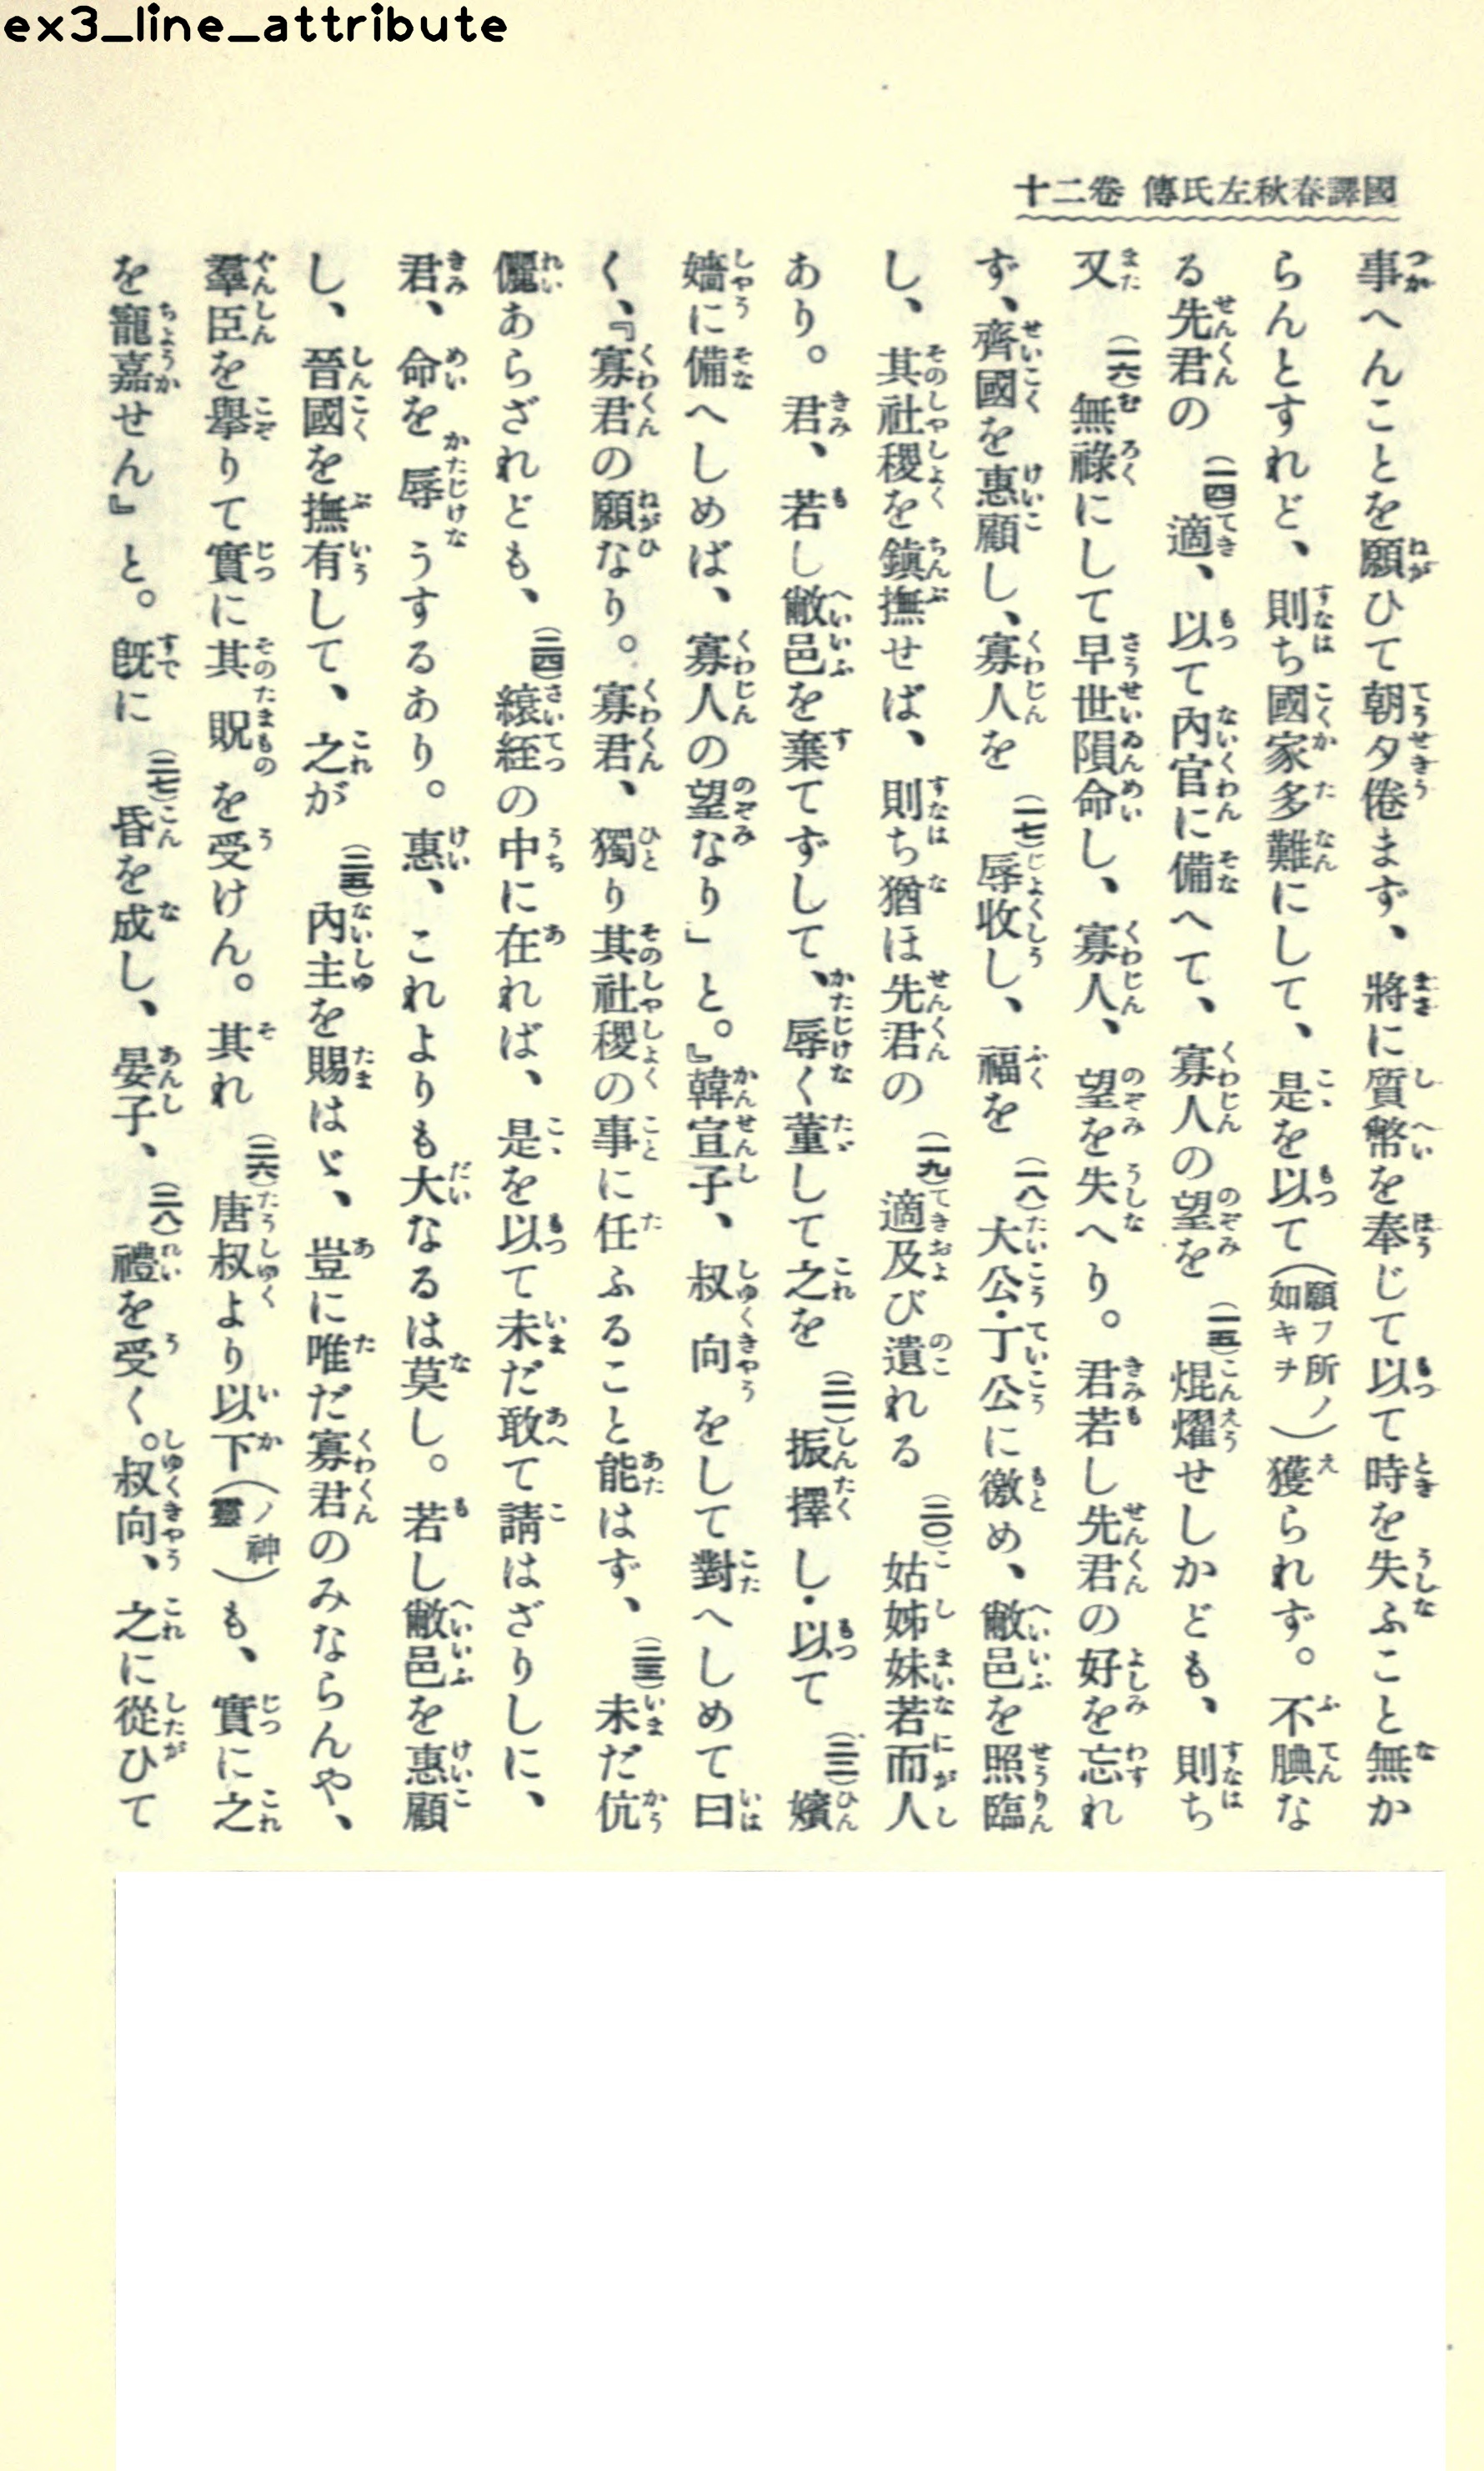 ex3_line_attribute
國譯春秋左氏傳 卷二十
事へんことを願ひて朝夕倦まず、將に質幣を奉じて以て時を失ふこと無か
らんとすれど、則ち國家多難にして、是を以て(願フ所ノ如キヲ)獲られず。不腆な
る先君の(一四)適、以て內官に備へて、寡人の望を(一五)焜燿せしかども、則ち
又(一六)無祿にして早世隕命し、寡人、望を失へり。君若し先君の好を忘れ
ず、齊國を惠顧し、寡人を(一七)辱收し、福を(一八)大公・丁公に徼め、敝邑を照臨
し、其社稷を鎭撫せば、則ち猶ほ先君の(一九)適及び遺れる(二〇)姑姊妹若而人
あり。君、若し敝邑を棄てずして、辱く董して之を(二一)振擇し・以て(二二)嬪
嬙に備へしめば、寡人の望なり」と。』韓宣子、叔向をして對へしめて曰
く、『寡君の願なり。寡君、獨り其社稷の事に任ふること能はず、(二三)未だ伉
儷あらざれども、(二四)縗絰の中に在れば、是を以て未だ敢て請はざりしに、
君、命を辱うするあり。惠、これよりも大なるは莫し。若し敝邑を惠顧
し、晉國を撫有して、之が(二五)內主を賜はゞ、豈に唯だ寡君のみならんや、
羣臣を擧りて實に其貺を受けん。其れ(二六)唐叔より以下(ノ神靈)も、實に之
を寵嘉せん』と。旣に(二七)昏を成し、晏子、(二八)禮を受く。叔向、之に從ひて